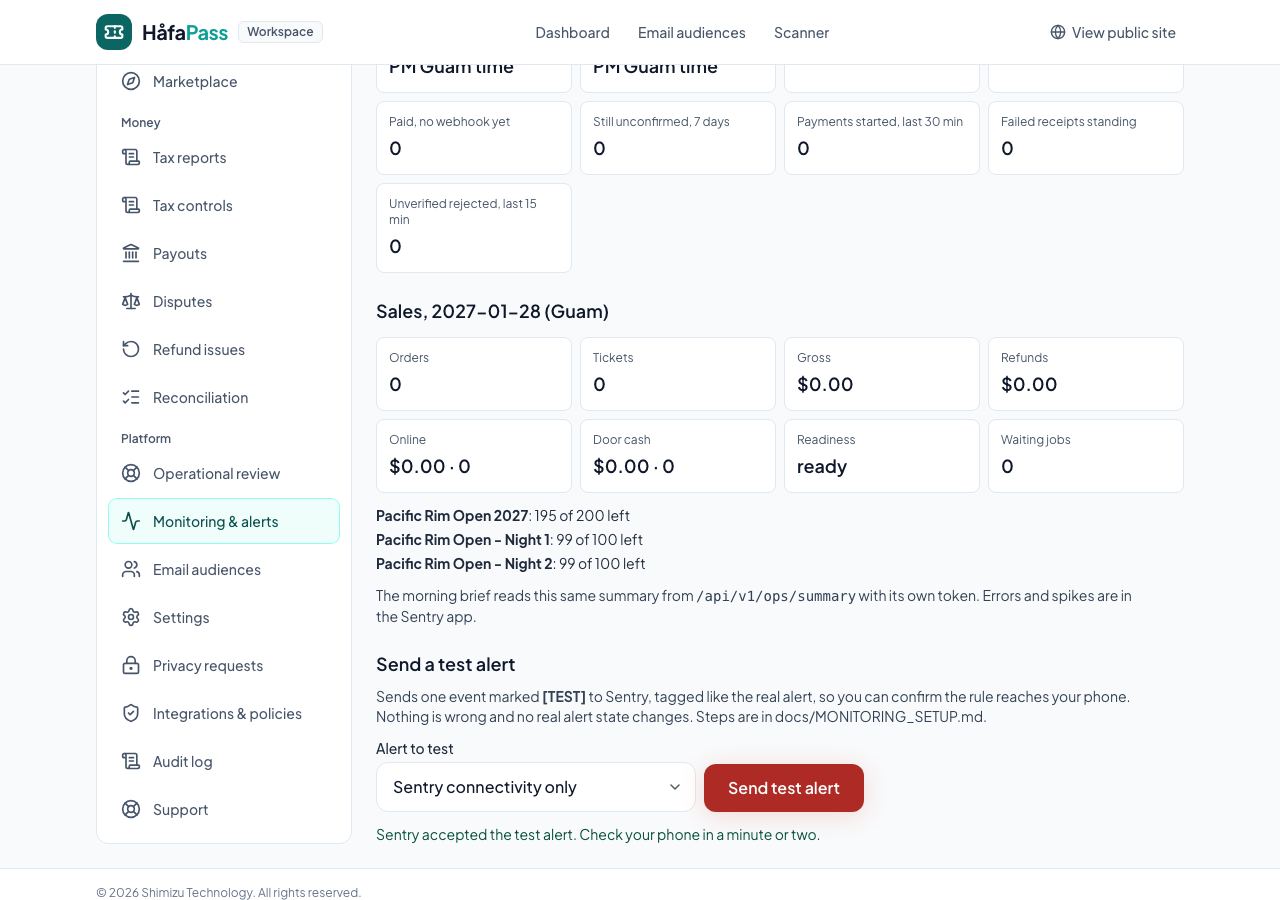 HåfaPass
Workspace
Dashboard
Email audiences
Scanner
View public site
Marketplace
Money
Tax reports
Tax controls
Payouts
Disputes
Refund issues
Reconciliation
Platform
Operational review
Monitoring & alerts
Email audiences
Settings
Privacy requests
Integrations & policies
Audit log
Support
PM Guam time
PM Guam time
Paid, no webhook yet
0
Still unconfirmed, 7 days
0
Payments started, last 30 min
0
Failed receipts standing
0
Unverified rejected, last 15
min
0
Sales, 2027-01-28 (Guam)
Orders
0
Tickets
0
Gross
$0.00
Refunds
$0.00
Online
$0.00 · 0
Door cash
$0.00 · 0
Readiness
ready
Waiting jobs
0
Pacific Rim Open 2027: 195 of 200 left
Pacific Rim Open - Night 1: 99 of 100 left
Pacific Rim Open - Night 2: 99 of 100 left
The morning brief reads this same summary from /api/v1/ops/summary with its own token. Errors and spikes are in
the Sentry app.
Send a test alert
Sends one event marked [TEST] to Sentry, tagged like the real alert, so you can confirm the rule reaches your phone.
Nothing is wrong and no real alert state changes. Steps are in docs/MONITORING_SETUP.md.
Alert to test
Sentry connectivity only
Send test alert
Sentry accepted the test alert. Check your phone in a minute or two.
© 2026 Shimizu Technology. All rights reserved.